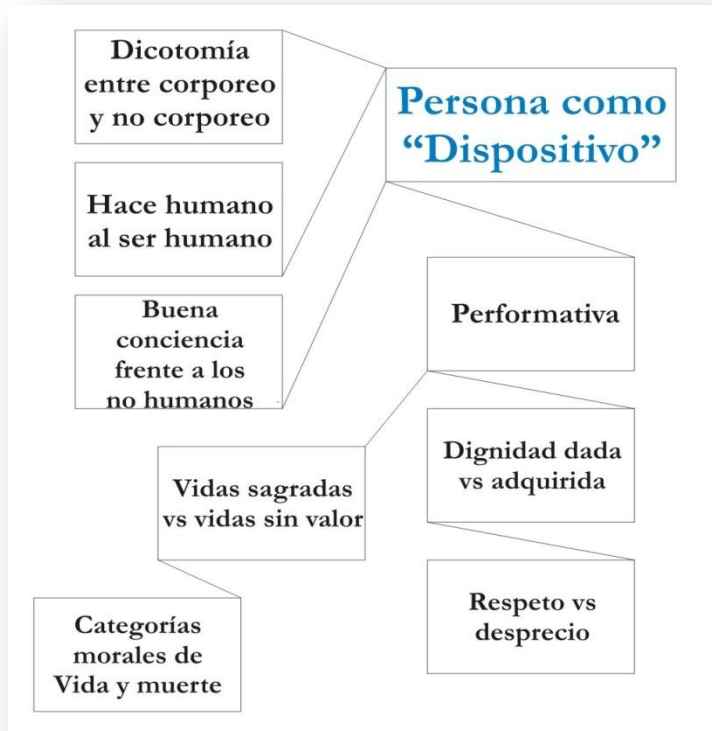 Dicotomía
entre corporeo
y no corporeo
Persona como
“Dispositivo”
Hace humano
al ser humano
Buena
conciencia
frente a los
no humanos
Performativa
Dignidad dada
vs adquirida
Vidas sagradas
vs vidas sin valor
Respeto vs
desprecio
Categorías
morales de
Vida y muerte